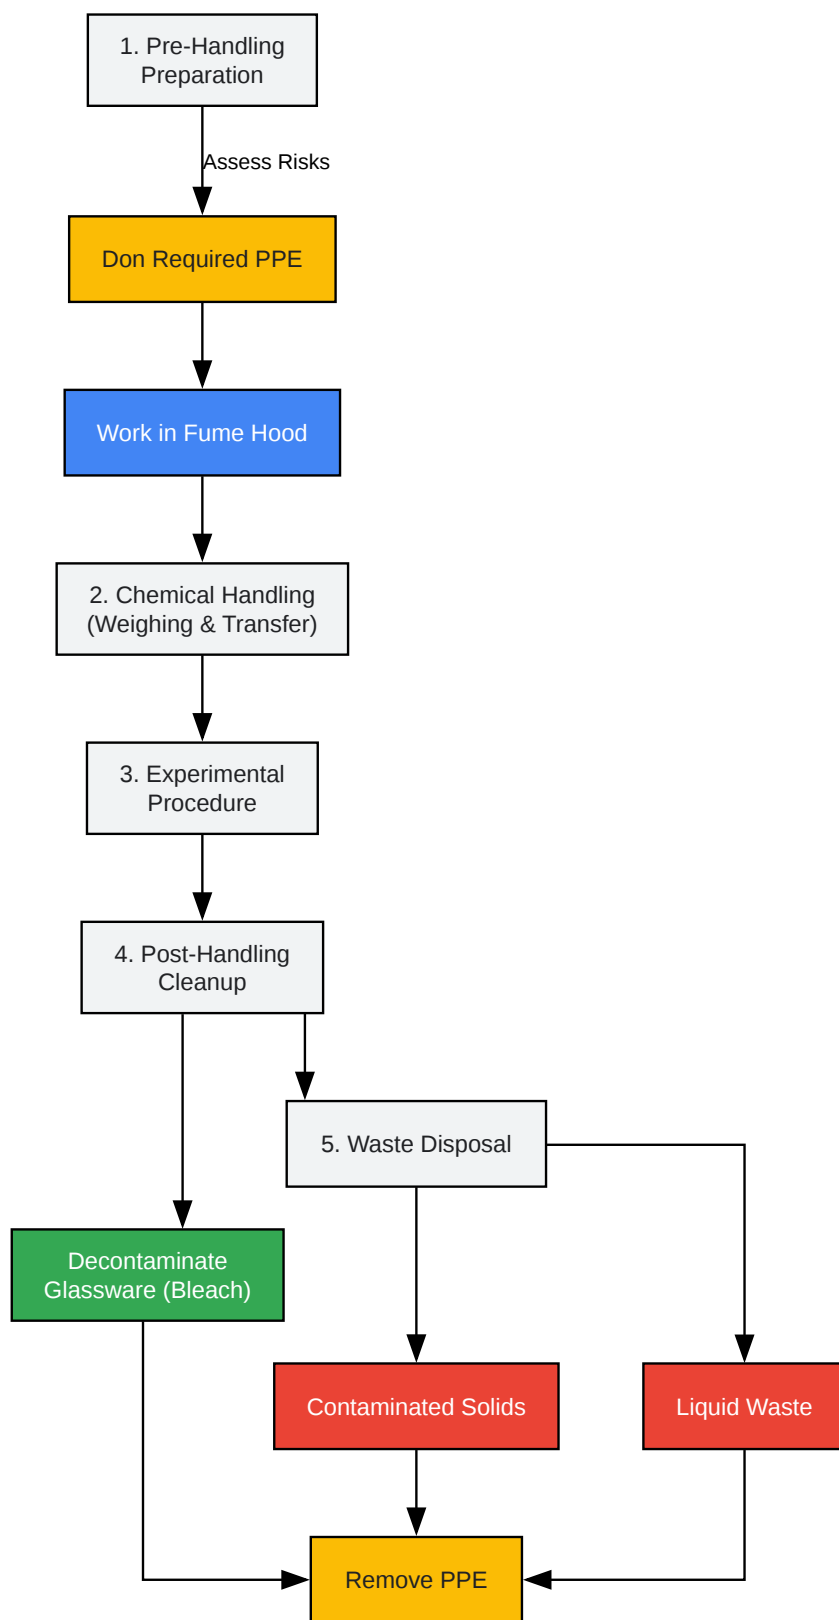 1. Pre-Handling
Preparation
Assess Risks
Don Required PPE
Work in Fume Hood
2. Chemical Handling
(Weighing & Transfer)
3. Experimental
Procedure
4. Post-Handling
Cleanup
5. Waste Disposal
Decontaminate
Glassware (Bleach)
Contaminated Solids
Liquid Waste
Remove PPE